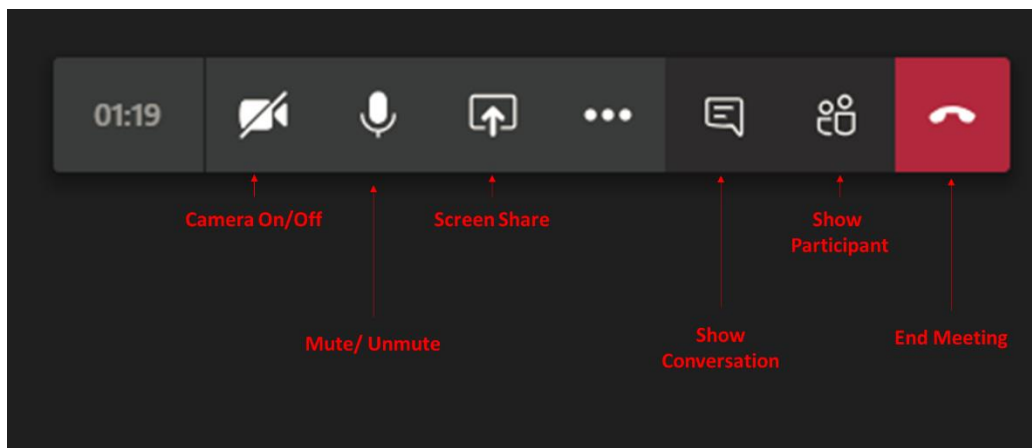 01:19
Camera On/Off
Screen Share
Show
Participant
Mute/ Unmute
Show
Conversation
End Meeting